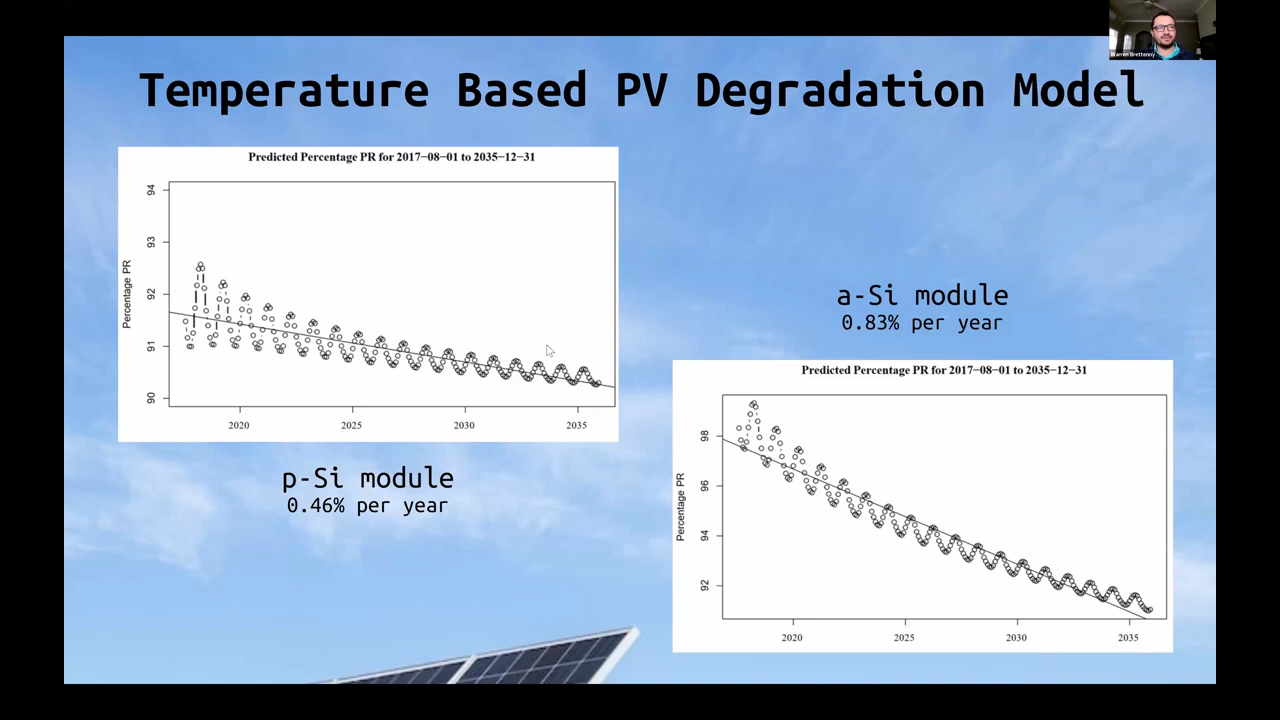 Warren Brettenny
Temperature Based PV Degradation Model
Predicted Percentage PR for 2017−08−01 to 2035−12−31
Percentage PR
94
93
92
91
90
2020
2025
2030
2035
p-Si module
0.46% per year
a-Si module
0.83% per year
Predicted Percentage PR for 2017−08−01 to 2035−12−31
Percentage PR
98
96
94
92
2020
2025
2030
2035